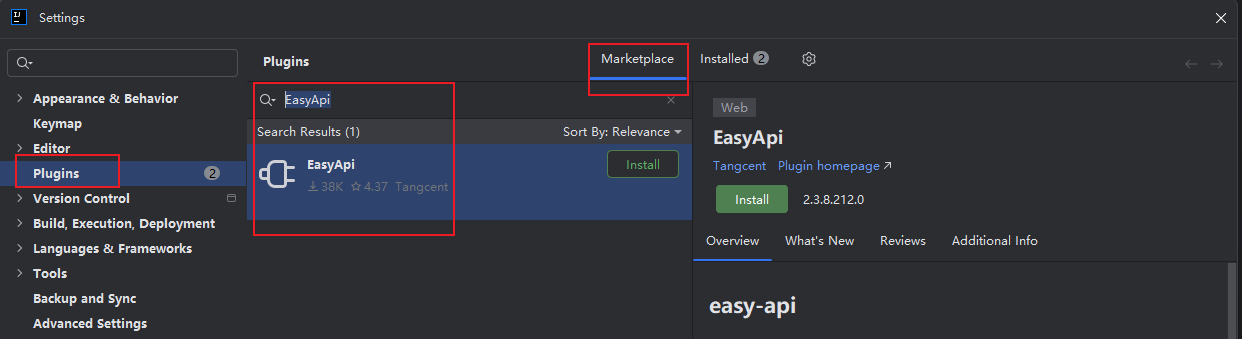 Settings
Plugins
Marketplace
Installed 2
Appearance & Behavior
Keymap
Editor
Plugins 2
Version Control
Build, Execution, Deployment
Languages & Frameworks
Tools
Backup and Sync
Advanced Settings
EasyApi
Search Results (1)
Sort By: Relevance
EasyApi
Install
38K 4.37 Tangcent
Web
EasyApi
Tangcent Plugin homepage
Install 2.3.8.212.0
Overview What's New Reviews Additional Info
easy-api